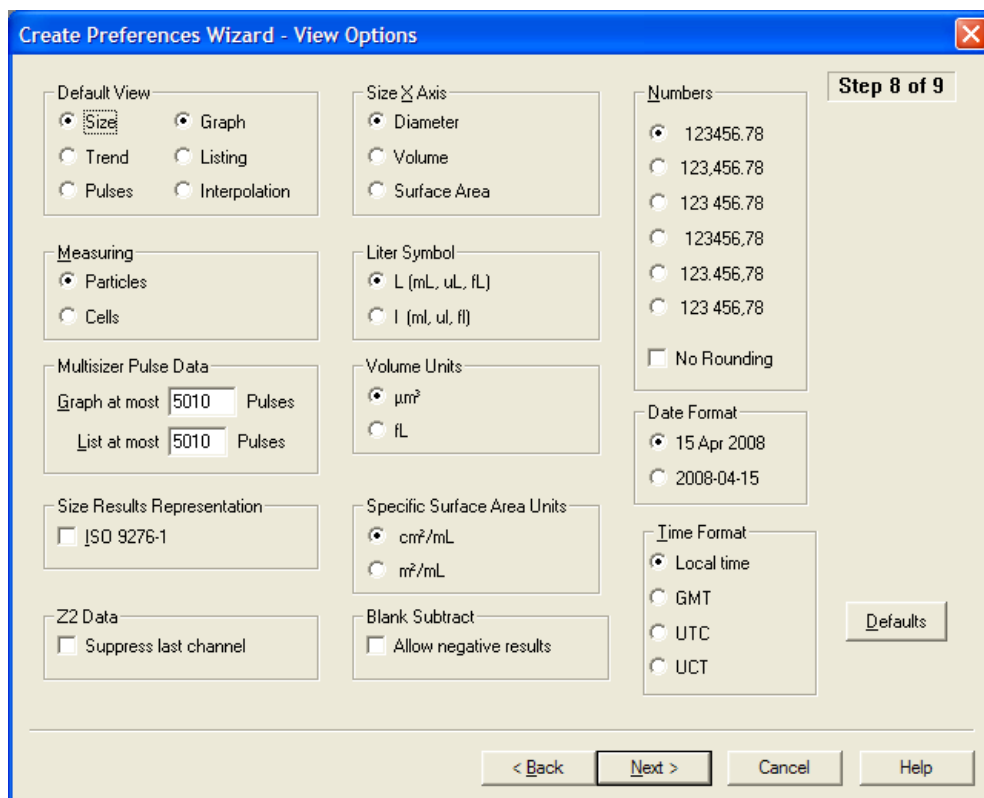 Create Preferences Wizard - View Options
Step 8 of 9
Default View
Size Graph
Trend Listing
Pulses Interpolation
Measuring
Particles
Cells
Multisizer Pulse Data
Graph at most 5010 Pulses
List at most 5010 Pulses
Size Results Representation
ISO 9276-1
Z2 Data
Suppress last channel
Size X Axis
Diameter
Volume
Surface Area
Liter Symbol
L (mL, uL, fL)
l (ml, ul, fl)
Volume Units
µm³
fL
Specific Surface Area Units
cm²/mL
m²/mL
Blank Subtract
Allow negative results
Numbers
123456.78
123,456.78
123 456.78
123456,78
123.456,78
123 456,78
No Rounding
Date Format
15 Apr 2008
2008-04-15
Time Format
Local time
GMT
UTC
UCT
Defaults
< Back Next > Cancel Help